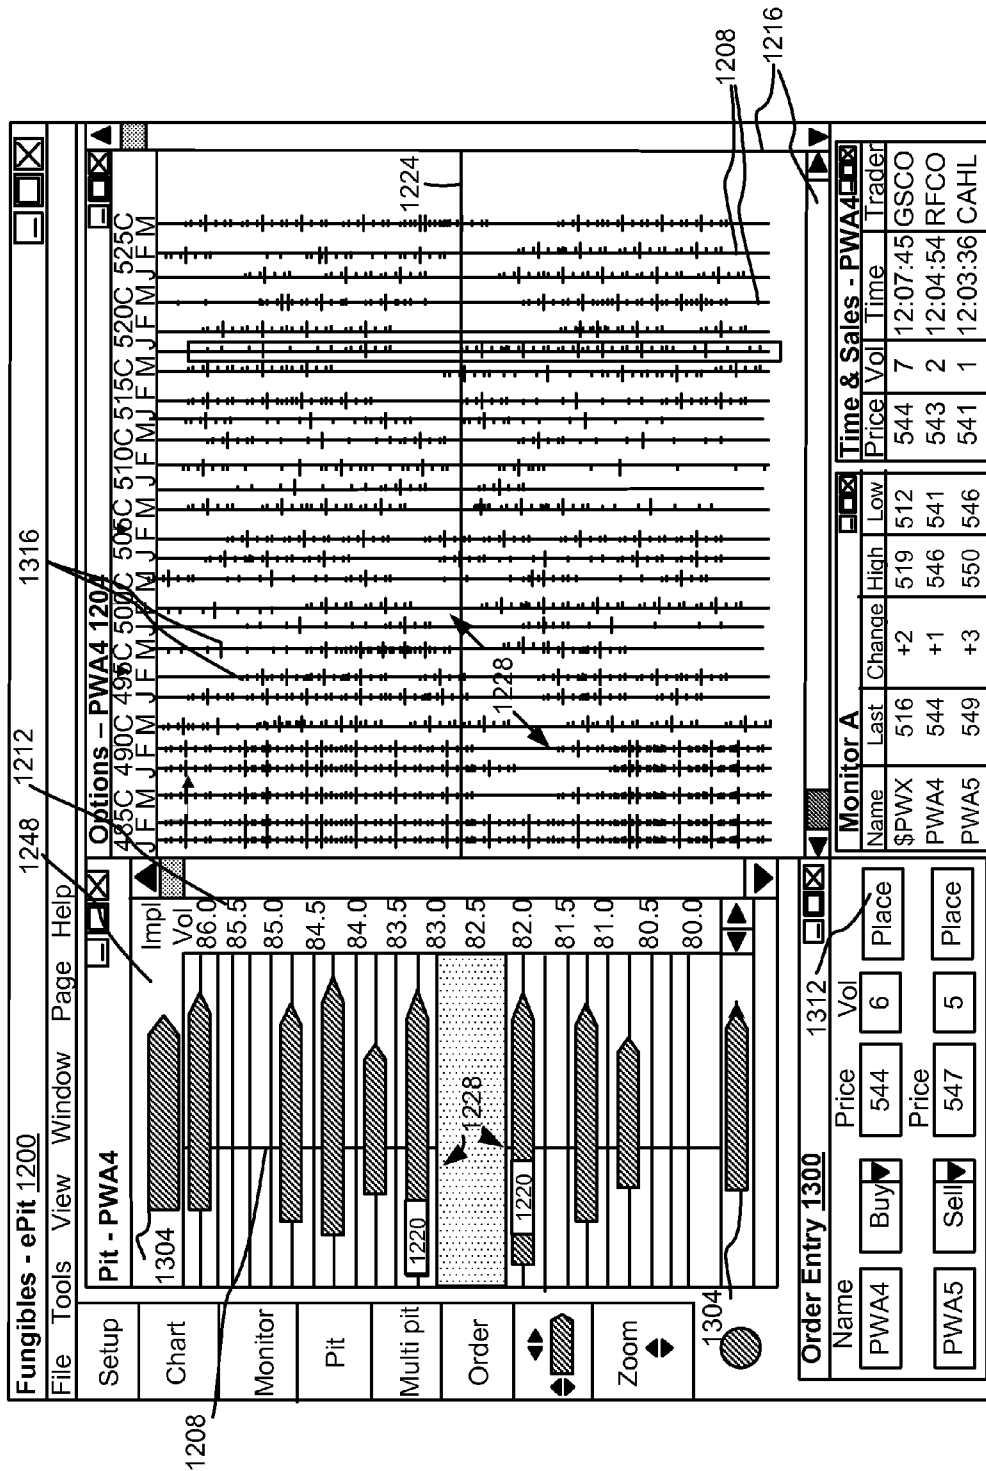 1248
1212
1316
Fungibles - ePit 1200
File Tools View Window Page Help
Setup
Chart
Monitor
Pit
Multi pit
Order
Zoom
1208
1304
Pit - PWA4
1304
1208
1220
1228
1220
Impl
Vol
86.0
85.5
85.0
84.5
84.0
83.5
83.0
82.5
82.0
81.5
81.0
80.5
80.0
Options – PWA4 1204
485C 490C 495C 500C 505C 510C 515C 520C 525C
J F M J F M J F M J F M J F M J F M J F M J F M J F M
1224
1228
1208
1216
Order Entry 1300
1312
Name Price Vol
PWA4 Buy 544 6 Place
Price
PWA5 Sell 547 5 Place
Monitor A
Name Last Change High Low
$PWX 516 +2 519 512
PWA4 544 +1 546 541
PWA5 549 +3 550 546
Time & Sales - PWA4
Price Vol Time Trader
544 7 12:07:45 GSCO
543 2 12:04:54 RFCO
541 1 12:03:36 CAHL